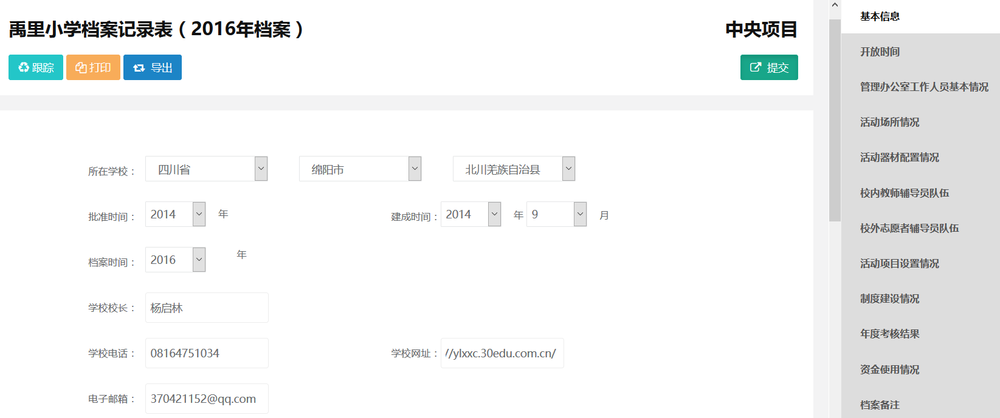 禹里小学档案记录表（2016年档案）
中央项目
跟踪
打印
导出
提交
所在学校：
四川省
绵阳市
北川羌族自治县
批准时间：
2014
年
建成时间：
2014
年
9
月
档案时间：
2016
年
学校校长：
杨启林
学校电话：
08164751034
学校网址：
//ylxxc.30edu.com.cn/
电子邮箱：
370421152@qq.com
基本信息
开放时间
管理办公室工作人员基本情况
活动场所情况
活动器材配置情况
校内教师辅导员队伍
校外志愿者辅导员队伍
活动项目设置情况
制度建设情况
年度考核结果
资金使用情况
档案备注